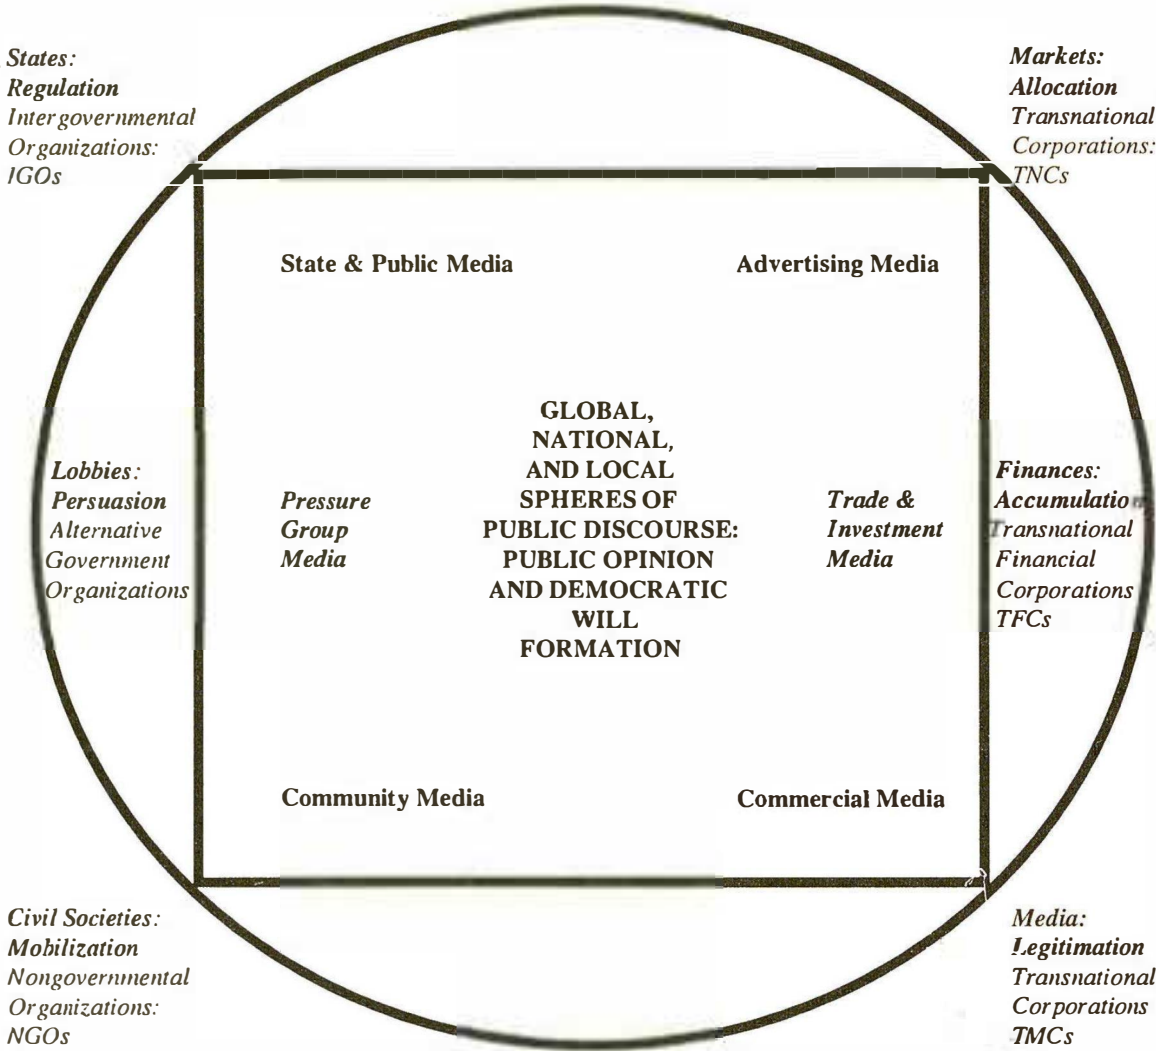 States:
Regulation
Intergovernmental
Organizations:
IGOs
Markets:
Allocation
Transnational
Corporations:
TNCs
State & Public Media
Advertising Media
Lobbies:
Persuasion
Alternative
Government
Organizations
Pressure
Group
Media
GLOBAL,
NATIONAL,
AND LOCAL
SPHERES OF
PUBLIC DISCOURSE:
PUBLIC OPINION
AND DEMOCRATIC
WILL
FORMATION
Trade &
Investment
Media
Finances:
Accumulation
Transnational
Financial
Corporations
TFCs
Community Media
Commercial Media
Civil Societies:
Mobilization
Nongovernmental
Organizations:
NGOs
Media:
Legitimation
Transnational
Corporations
TMCs